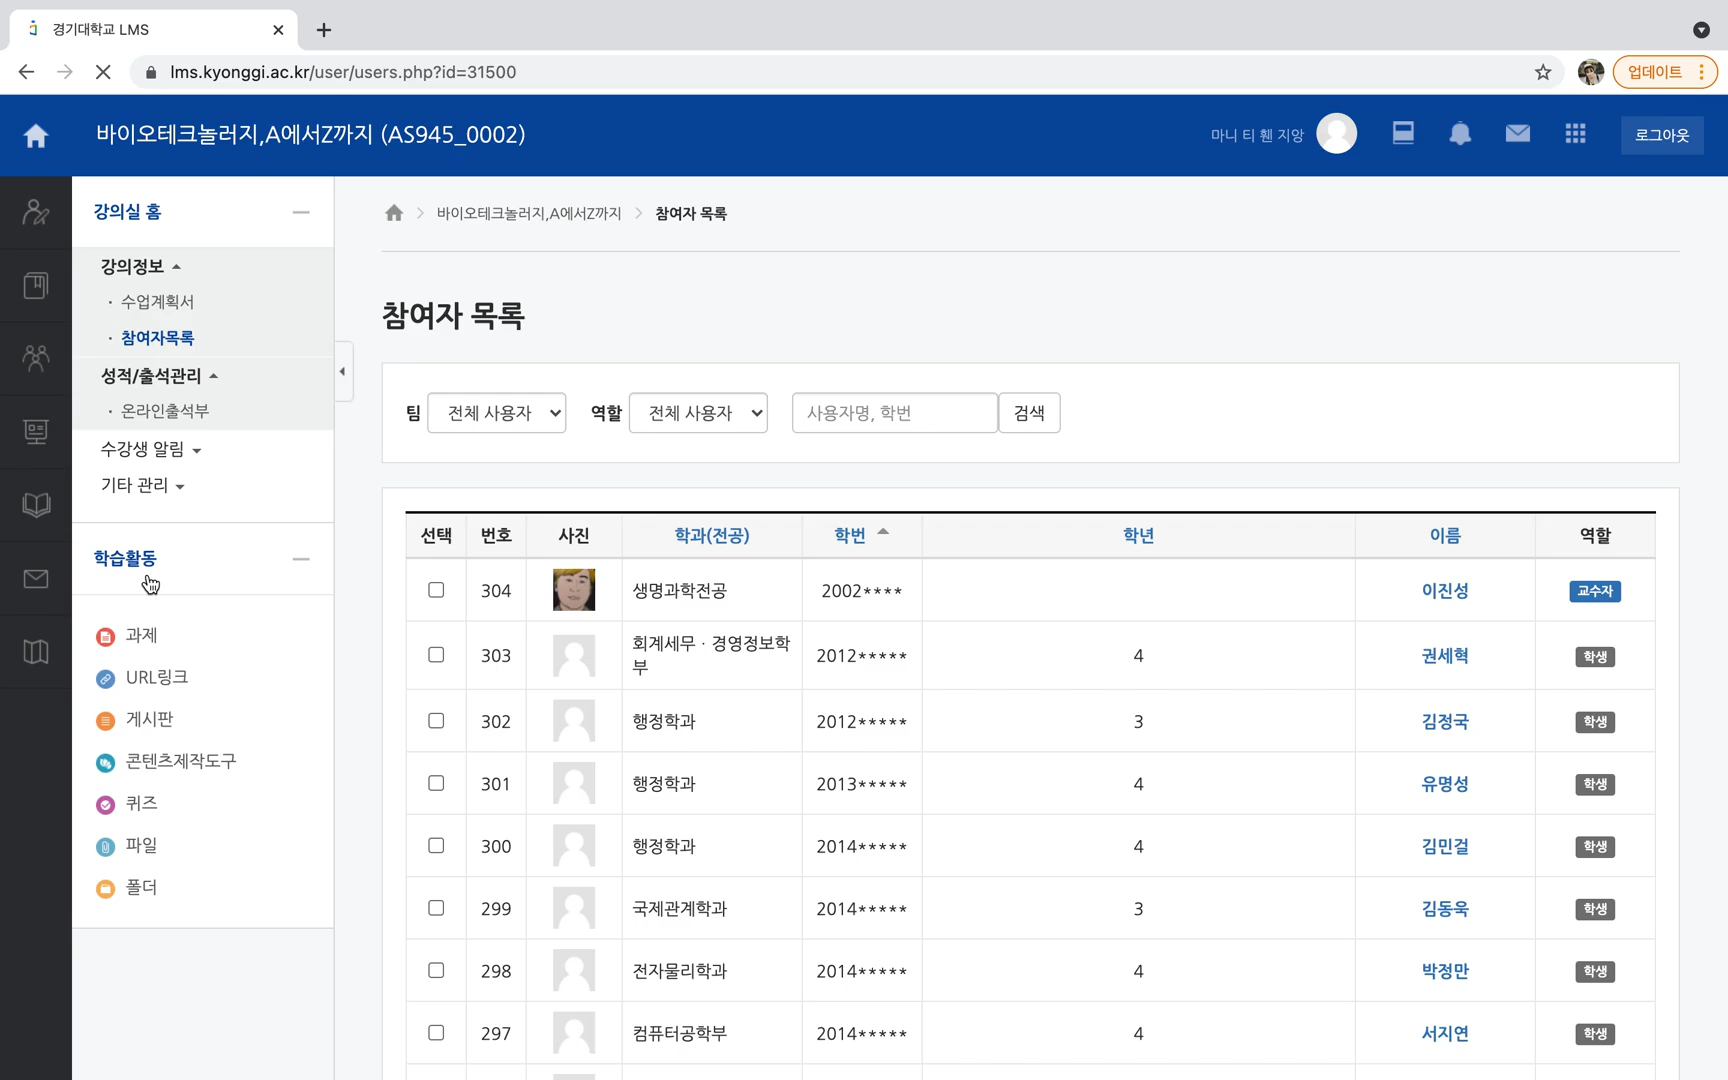 경기대학교 LMS
lms.kyonggi.ac.kr/user/users.php?id=31500
업데이트
바이오테크놀러지,A에서Z까지 (AS945_0002)
마니 티 휀 지앙
로그아웃
강의실 홈
강의정보
· 수업계획서
· 참여자목록
성적/출석관리
· 온라인출석부
수강생 알림
기타 관리
학습활동
과제
URL링크
게시판
콘텐츠제작도구
퀴즈
파일
폴더
바이오테크놀러지,A에서Z까지 참여자 목록
참여자 목록
팀 전체 사용자 역할 전체 사용자 사용자명, 학번 검색
선택 번호 사진 학과(전공) 학번 학년 이름 역할
304 생명과학전공 2002**** 이진성 교수자
303 회계세무 · 경영정보학
부 2012***** 4 권세혁 학생
302 행정학과 2012***** 3 김정국 학생
301 행정학과 2013***** 4 유명성 학생
300 행정학과 2014***** 4 김민걸 학생
299 국제관계학과 2014***** 3 김동욱 학생
298 전자물리학과 2014***** 4 박정만 학생
297 컴퓨터공학부 2014***** 4 서지연 학생